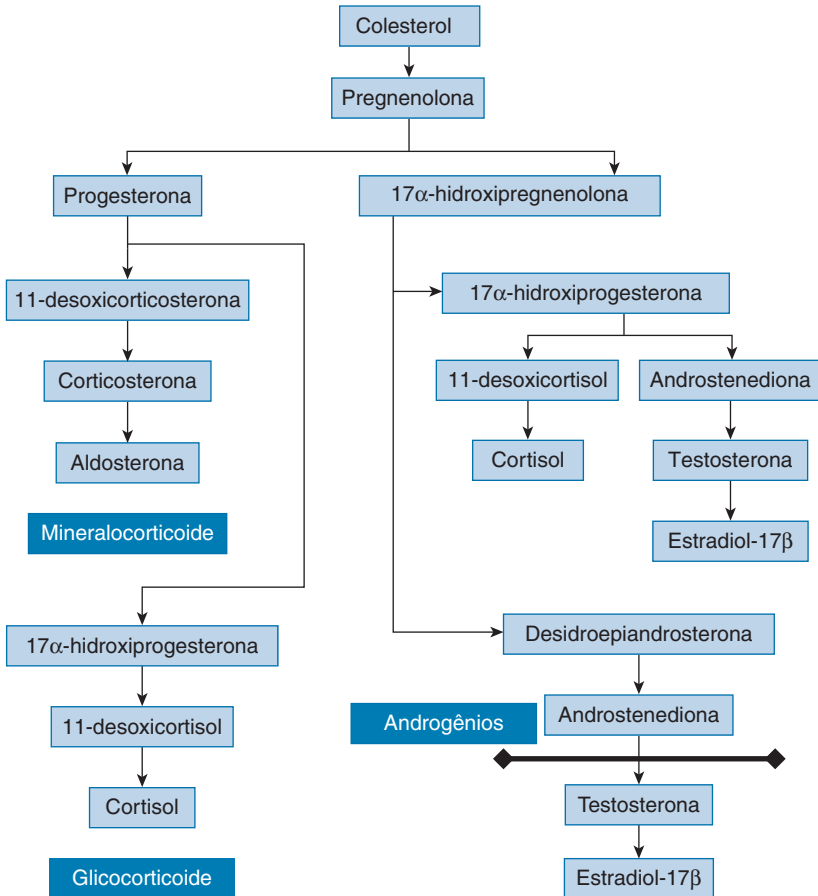 Colesterol
Pregnenolona
Progesterona
17α-hidroxipregnenolona
11-desoxicorticosterona
Corticosterona
Aldosterona
Mineralocorticoide
17α-hidroxiprogesterona
11-desoxicortisol
Cortisol
Glicocorticoide
17α-hidroxiprogesterona
11-desoxicortisol
Androstenediona
Cortisol
Testosterona
Estradiol-17β
Desidroepiandrosterona
Androgênios
Androstenediona
Testosterona
Estradiol-17β